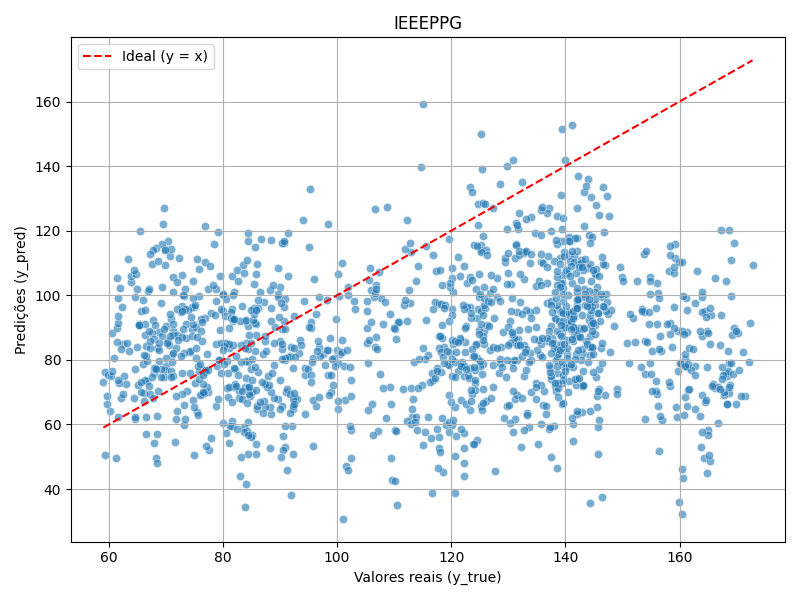 IEEEPPG
Ideal (y = x)
Predições (y_pred)
160
140
120
100
80
60
40
60 80 100 120 140 160
Valores reais (y_true)